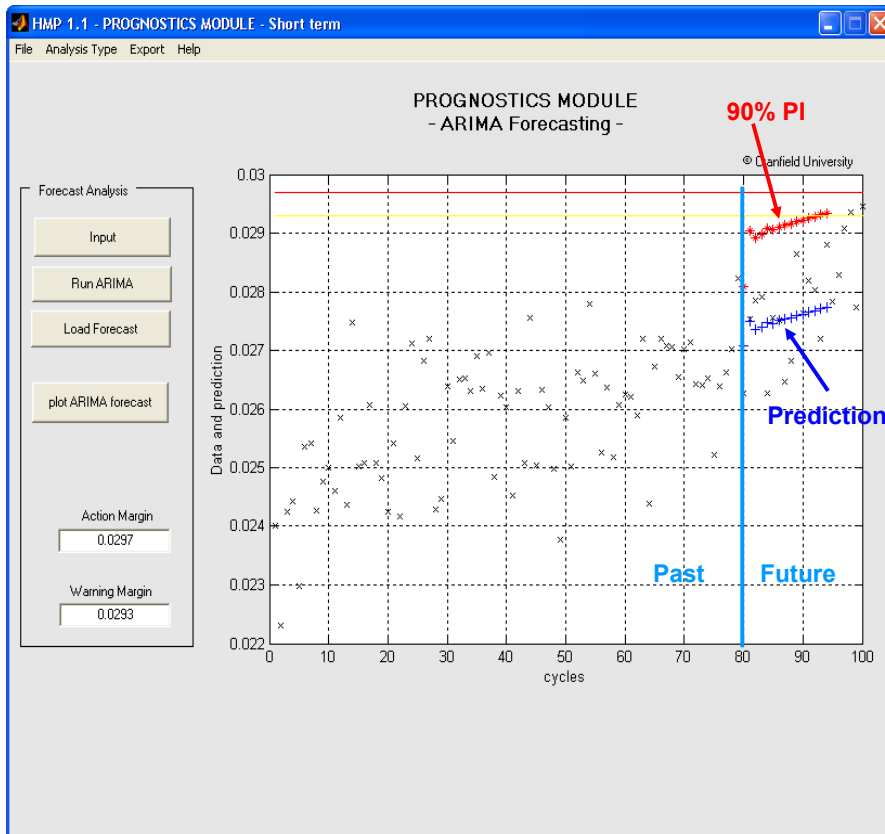 HMP 1.1 - PROGNOSTICS MODULE - Short term
File Analysis Type Export Help
PROGNOSTICS MODULE
- ARIMA Forecasting -
90% PI
© Cranfield University
Forecast Analysis
Input
Run ARIMA
Load Forecast
plot ARIMA forecast
Action Margin
0.0297
Warning Margin
0.0293
Data and prediction
0.03
0.029
0.028
0.027
0.026
0.025
0.024
0.023
0.022
Prediction
Past
Future
0 10 20 30 40 50 60 70 80 90 100
cycles